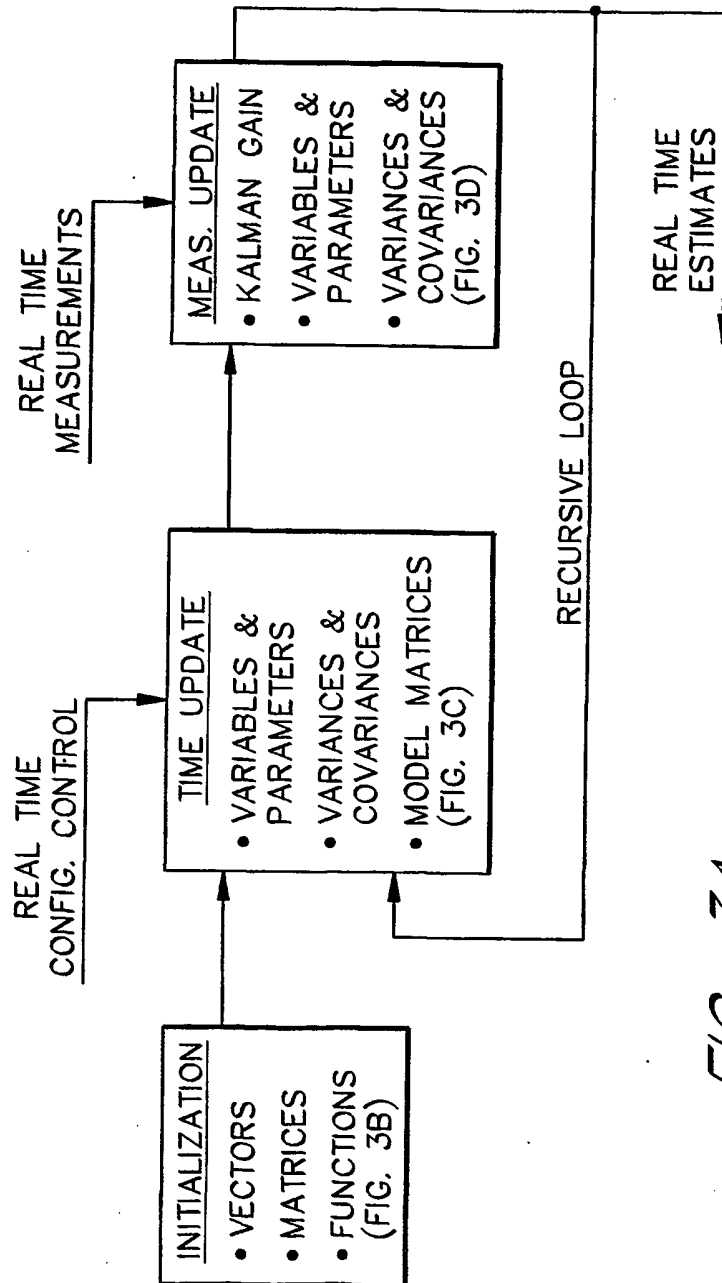 INITIALIZATION
• VECTORS
• MATRICES
• FUNCTIONS
(FIG. 3B)
REAL TIME
CONFIG. CONTROL
TIME UPDATE
• VARIABLES &
PARAMETERS
• VARIANCES &
COVARIANCES
• MODEL MATRICES
(FIG. 3C)
REAL TIME
MEASUREMENTS
MEAS. UPDATE
• KALMAN GAIN
• VARIABLES &
PARAMETERS
• VARIANCES &
COVARIANCES
(FIG. 3D)
RECURSIVE LOOP
REAL TIME
ESTIMATES